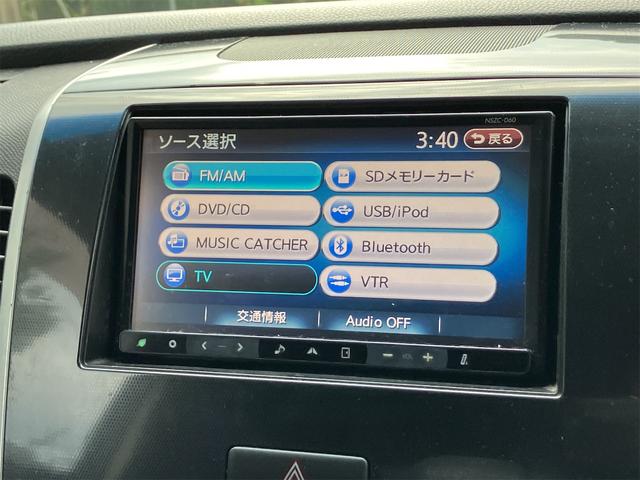 NSZC-D60
ソース選択
3:40
戻る
FM/AM
SDメモリーカード
DVD/CD
USB/iPod
MUSIC CATCHER
Bluetooth
TV
VTR
交通情報
Audio OFF
VOL